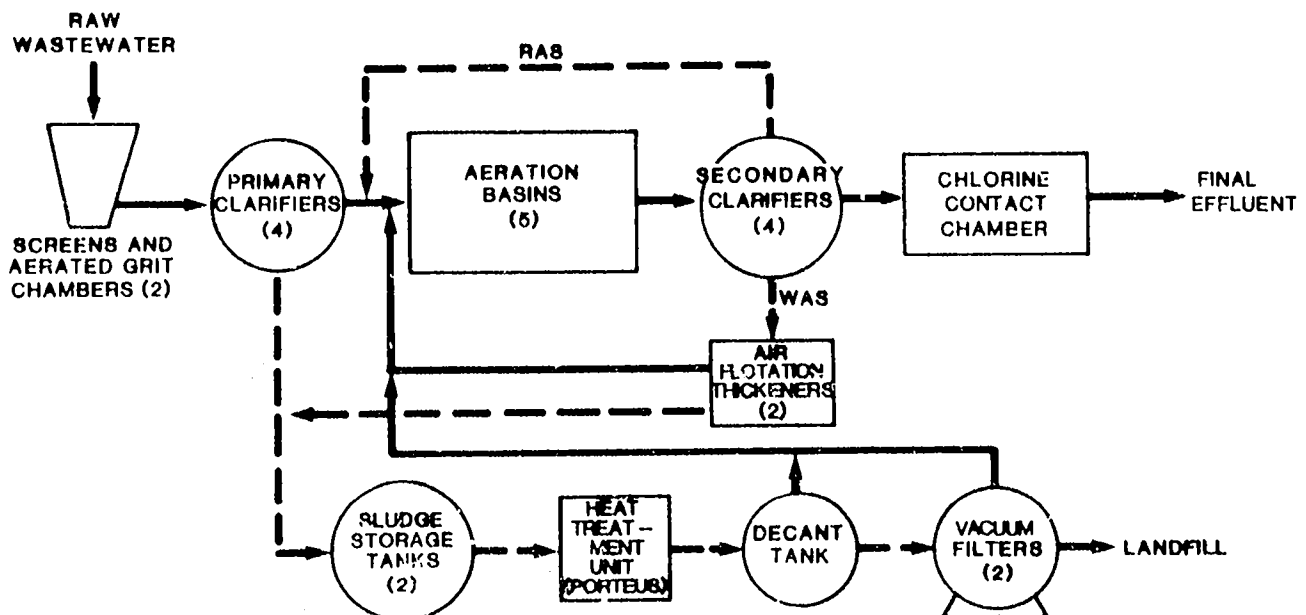 RAW
WASTEWATER
RAS
PRIMARY
CLARIFIERS
(4)
AERATION
BASINS
(5)
SECONDARY
CLARIFIERS
(4)
CHLORINE
CONTACT
CHAMBER
FINAL
EFFLUENT
SCREENS AND
AERATED GRIT
CHAMBERS (2)
WAS
AIR
FLOTATION
THICKENERS
(2)
SLUDGE
STORAGE
TANKS
(2)
HEAT
TREAT-
MENT
UNIT
(PORTEUS)
DECANT
TANK
VACUUM
FILTERS
(2)
LANDFILL